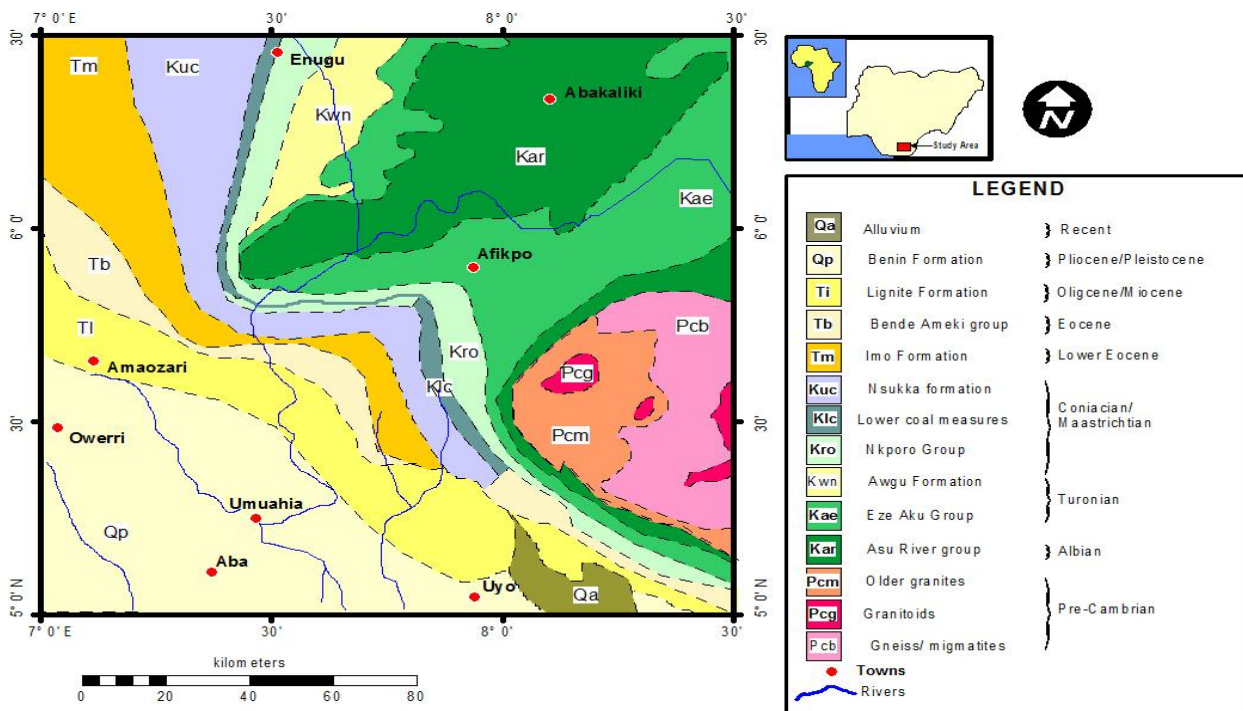 7° 0' E
30'
8° 0'
30'
30'
6° 0'
30'
5° 0' N
30'
6° 0'
30'
5° 0' N
7° 0' E
30'
8° 0'
30'
Tm
Kuc
Enugu
Kwn
Abakaliki
Kar
Kae
Afikpo
Tb
Tl
Amaozari
Kro
Klc
Pcb
Pcg
Pcm
Owerri
Umuahia
Qp
Aba
Uyo
Qa
kilometers
0 20 40 60 80
Study Area
N
LEGEND
Qa Alluvium } Recent
Qp Benin Formation } Pliocene/Pleistocene
Ti Lignite Formation } Oligcene/Miocene
Tb Bende Ameki group } Eocene
Tm Imo Formation } Lower Eocene
Kuc Nsukka formation
Klc Lower coal measures
Coniacian/
Maastrichtian
Kro Nkporo Group
Kwn Awgu Formation
Turonian
Kae Eze Aku Group
Kar Asu River group } Albian
Pcm Older granites
Pcg Granitoids
Pre-Cambrian
Pcb Gneiss/ migmatites
Towns
Rivers